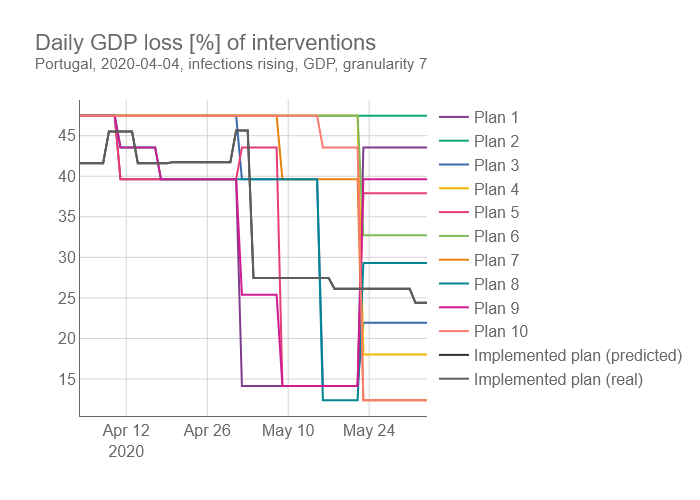 Daily GDP loss [%] of interventions
Portugal, 2020-04-04, infections rising, GDP, granularity 7
45
40
35
30
25
20
15
Apr 12
2020
Apr 26
May 10
May 24
Plan 1
Plan 2
Plan 3
Plan 4
Plan 5
Plan 6
Plan 7
Plan 8
Plan 9
Plan 10
Implemented plan (predicted)
Implemented plan (real)